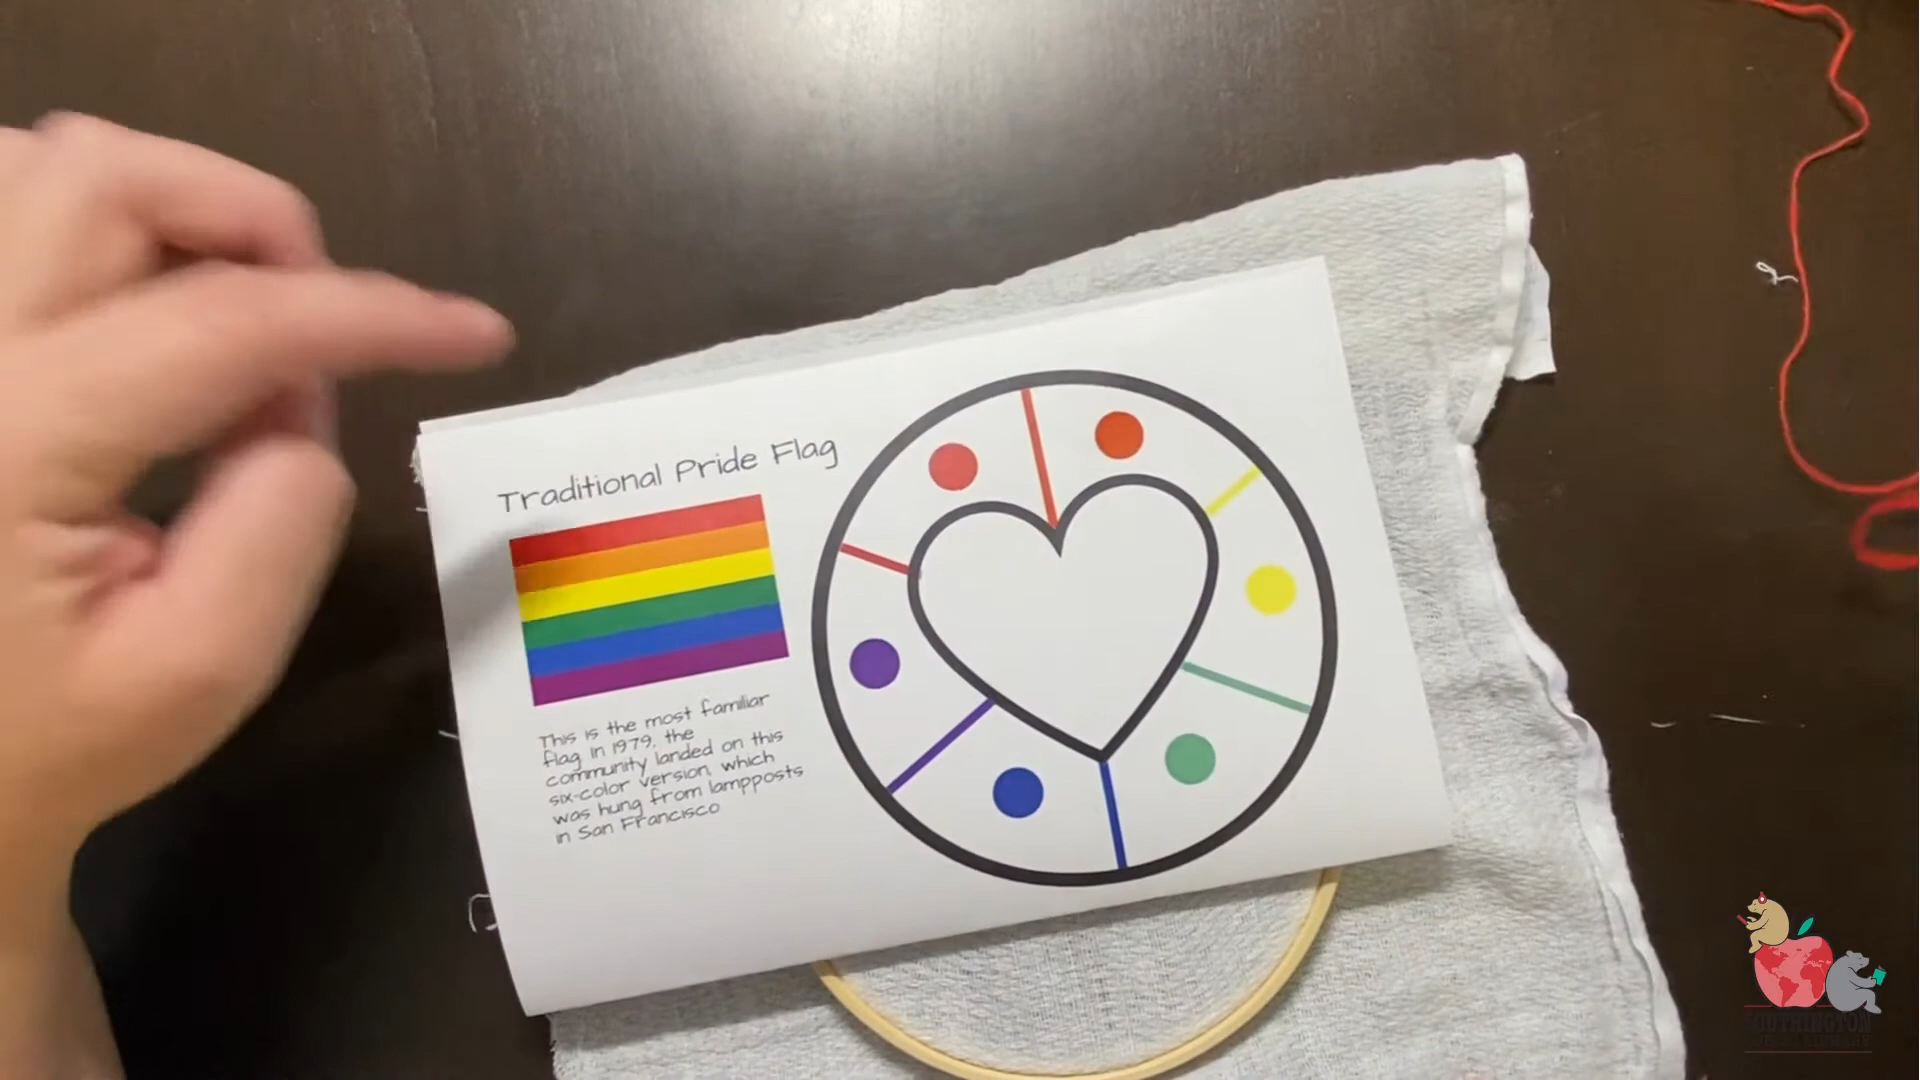 Traditional Pride Flag
This is the most familiar
flag in 1979, the
community landed on this
six-color version, which
was hung from lampposts
in San Francisco
SOUTHINGTON